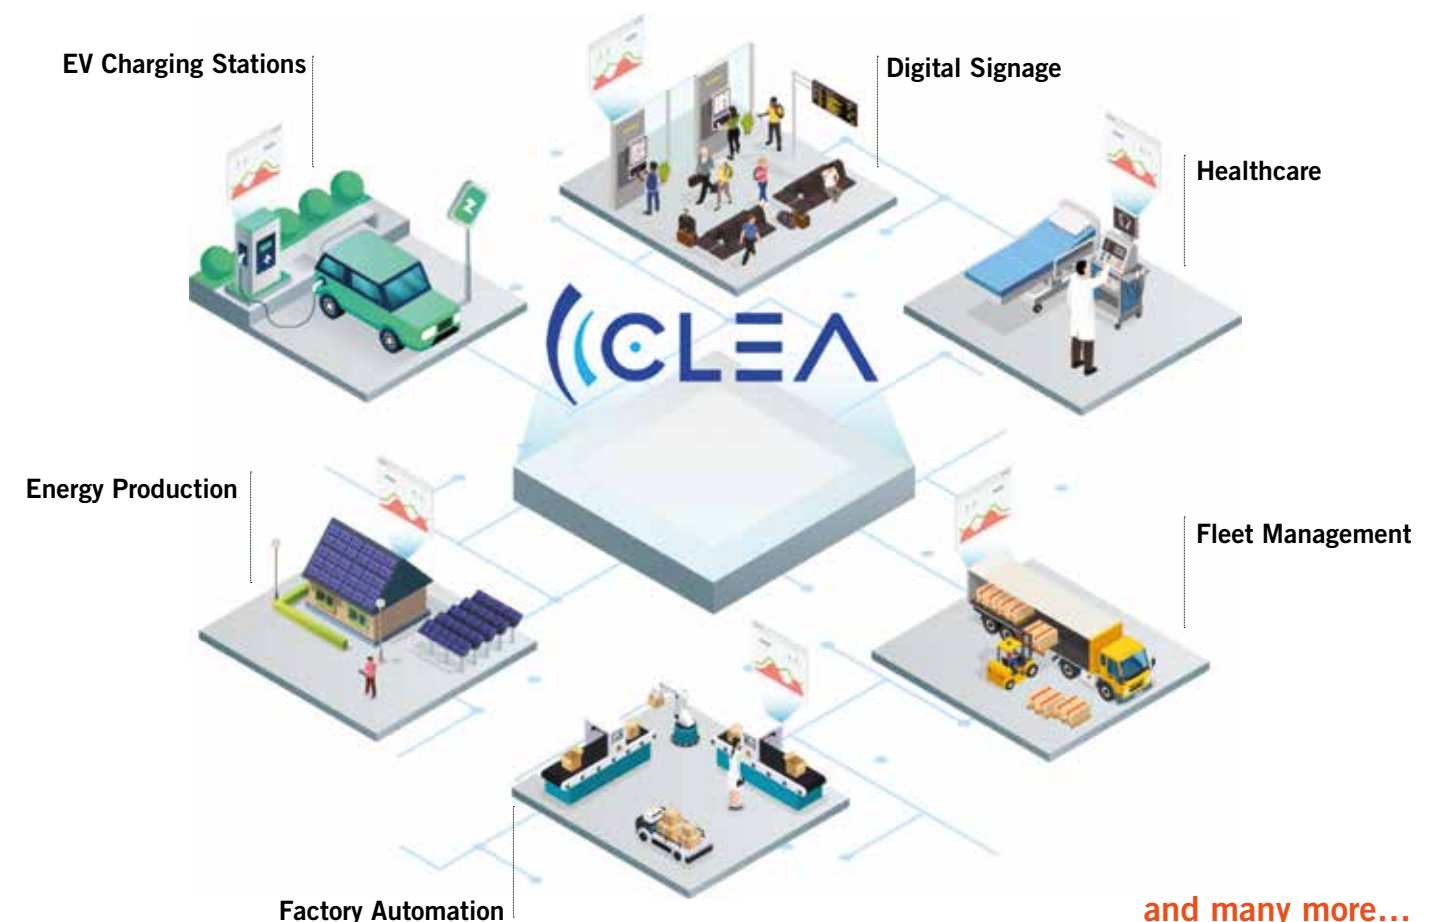 EV Charging Stations
Digital Signage
Healthcare
CLEA
Energy Production
Fleet Management
Factory Automation
and many more...